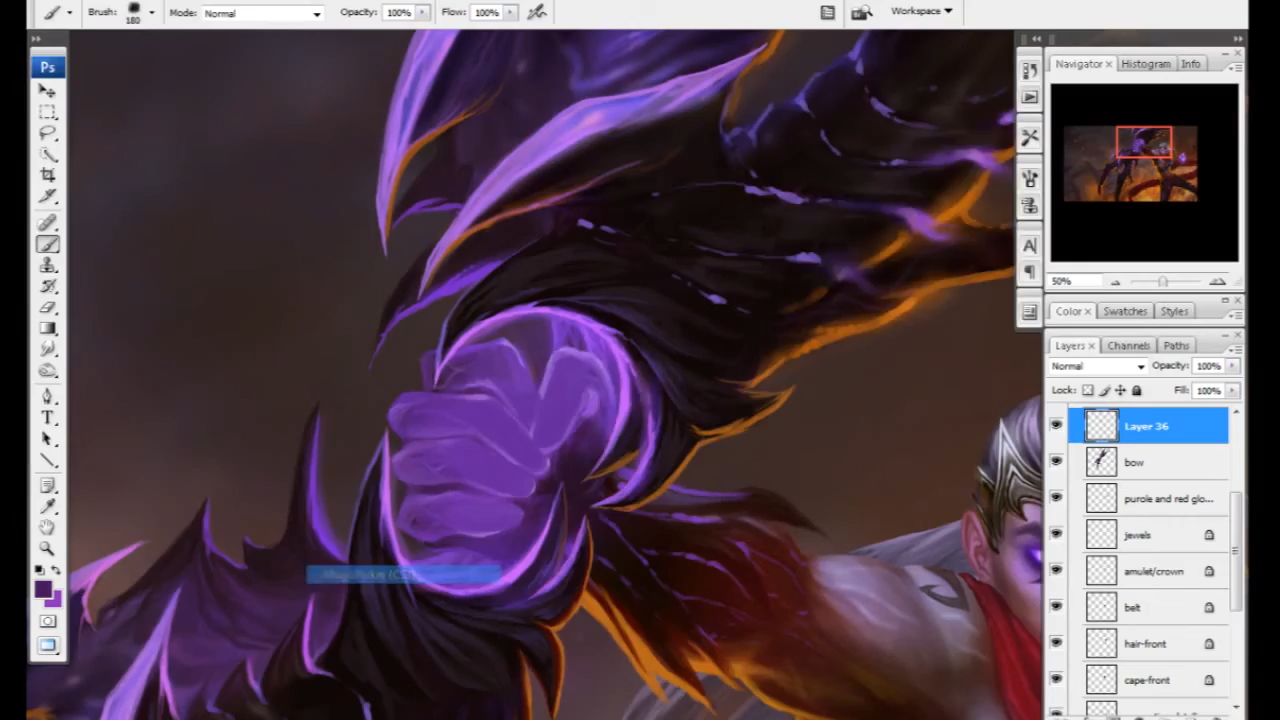 Brush:
180
Mode: Normal
Opacity: 100%
Flow: 100%
Workspace
Ps
Navigator × Histogram Info
50%
Color × Swatches Styles
Layers × Channels Paths
Normal Opacity: 100%
Lock: Fill: 100%
Layer 36
bow
purole and red glo...
jewels
amulet/crown
belt
hair-front
cape-front